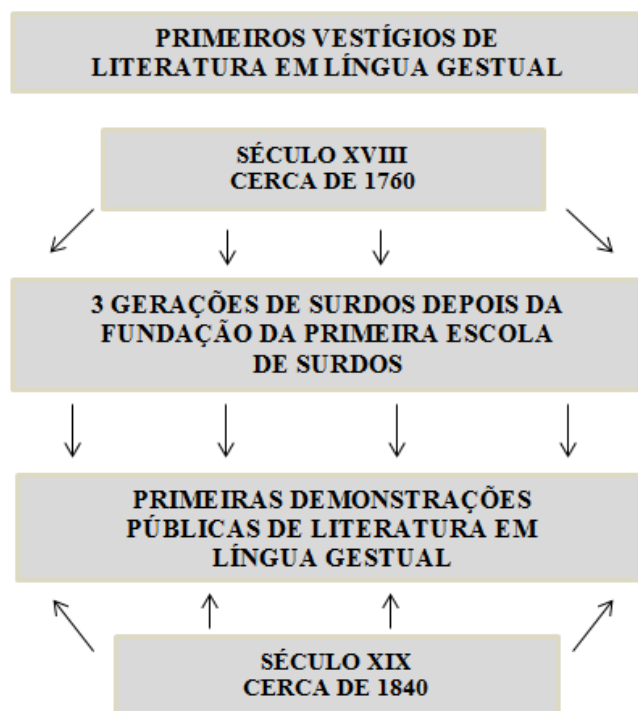 PRIMEIROS VESTÍGIOS DE
LITERATURA EM LÍNGUA GESTUAL
SÉCULO XVIII
CERCA DE 1760
3 GERAÇÕES DE SURDOS DEPOIS DA
FUNDAÇÃO DA PRIMEIRA ESCOLA
DE SURDOS
PRIMEIRAS DEMONSTRAÇÕES
PÚBLICAS DE LITERATURA EM
LÍNGUA GESTUAL
SÉCULO XIX
CERCA DE 1840